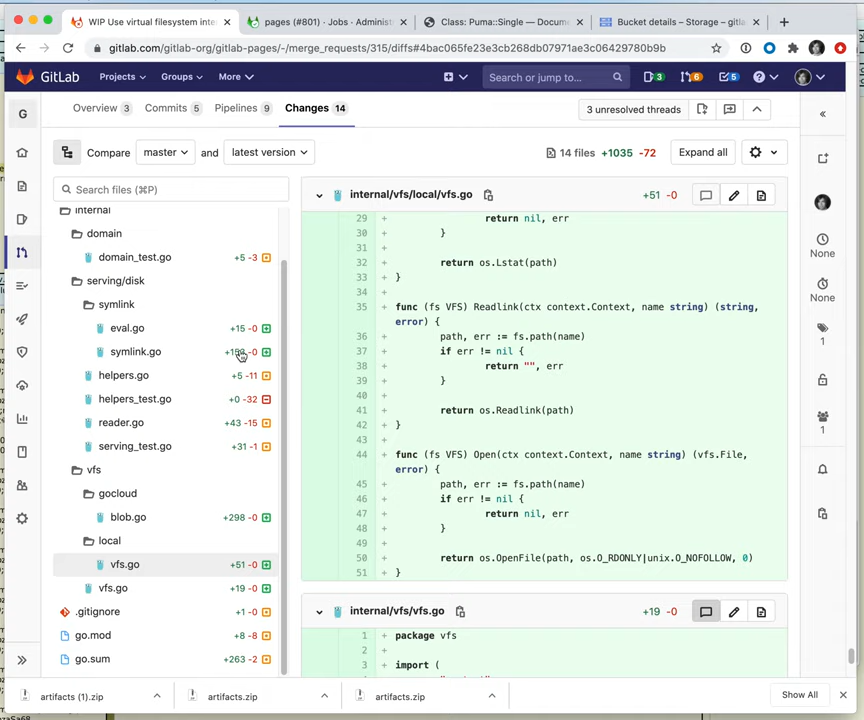 WIP Use virtual filesystem inte
pages (#801) · Jobs · Administ
Class: Puma::Single — Docume
Bucket details – Storage – gitla
gitlab.com/gitlab-org/gitlab-pages/-/merge_requests/315/diffs#4bac065fe23e3cb268db07971ae3c06429780b9b
GitLab
Projects
Groups
More
Search or jump to...
3
6
5
G
Overview 3
Commits 5
Pipelines 9
Changes 14
3 unresolved threads
Compare
master
and
latest version
14 files +1035 -72
Expand all
Search files (⌘P)
internal
domain
domain_test.go +5 -3
serving/disk
symlink
eval.go +15 -0
symlink.go -0
helpers.go +5 -11
helpers_test.go +0 -32
reader.go +43 -15
serving_test.go +31 -1
vfs
gocloud
blob.go +298 -0
local
vfs.go +51 -0
vfs.go +19 -0
.gitignore +1 -0
go.mod +8 -8
go.sum +263 -2
internal/vfs/local/vfs.go +51 -0
29 + return nil, err
30 + }
31 +
32 + return os.Lstat(path)
33 + }
34 +
35 + func (fs VFS) Readlink(ctx context.Context, name string) (string,
error) {
36 + path, err := fs.path(name)
37 + if err != nil {
38 + return "", err
39 + }
40 +
41 + return os.Readlink(path)
42 + }
43 +
44 + func (fs VFS) Open(ctx context.Context, name string) (vfs.File,
error) {
45 + path, err := fs.path(name)
46 + if err != nil {
47 + return nil, err
48 + }
49 +
50 + return os.OpenFile(path, os.O_RDONLY|unix.O_NOFOLLOW, 0)
51 + }
internal/vfs/vfs.go +19 -0
1 + package vfs
2 +
3 + import (
None
None
1
1
artifacts (1).zip
artifacts.zip
artifacts.zip
Show All